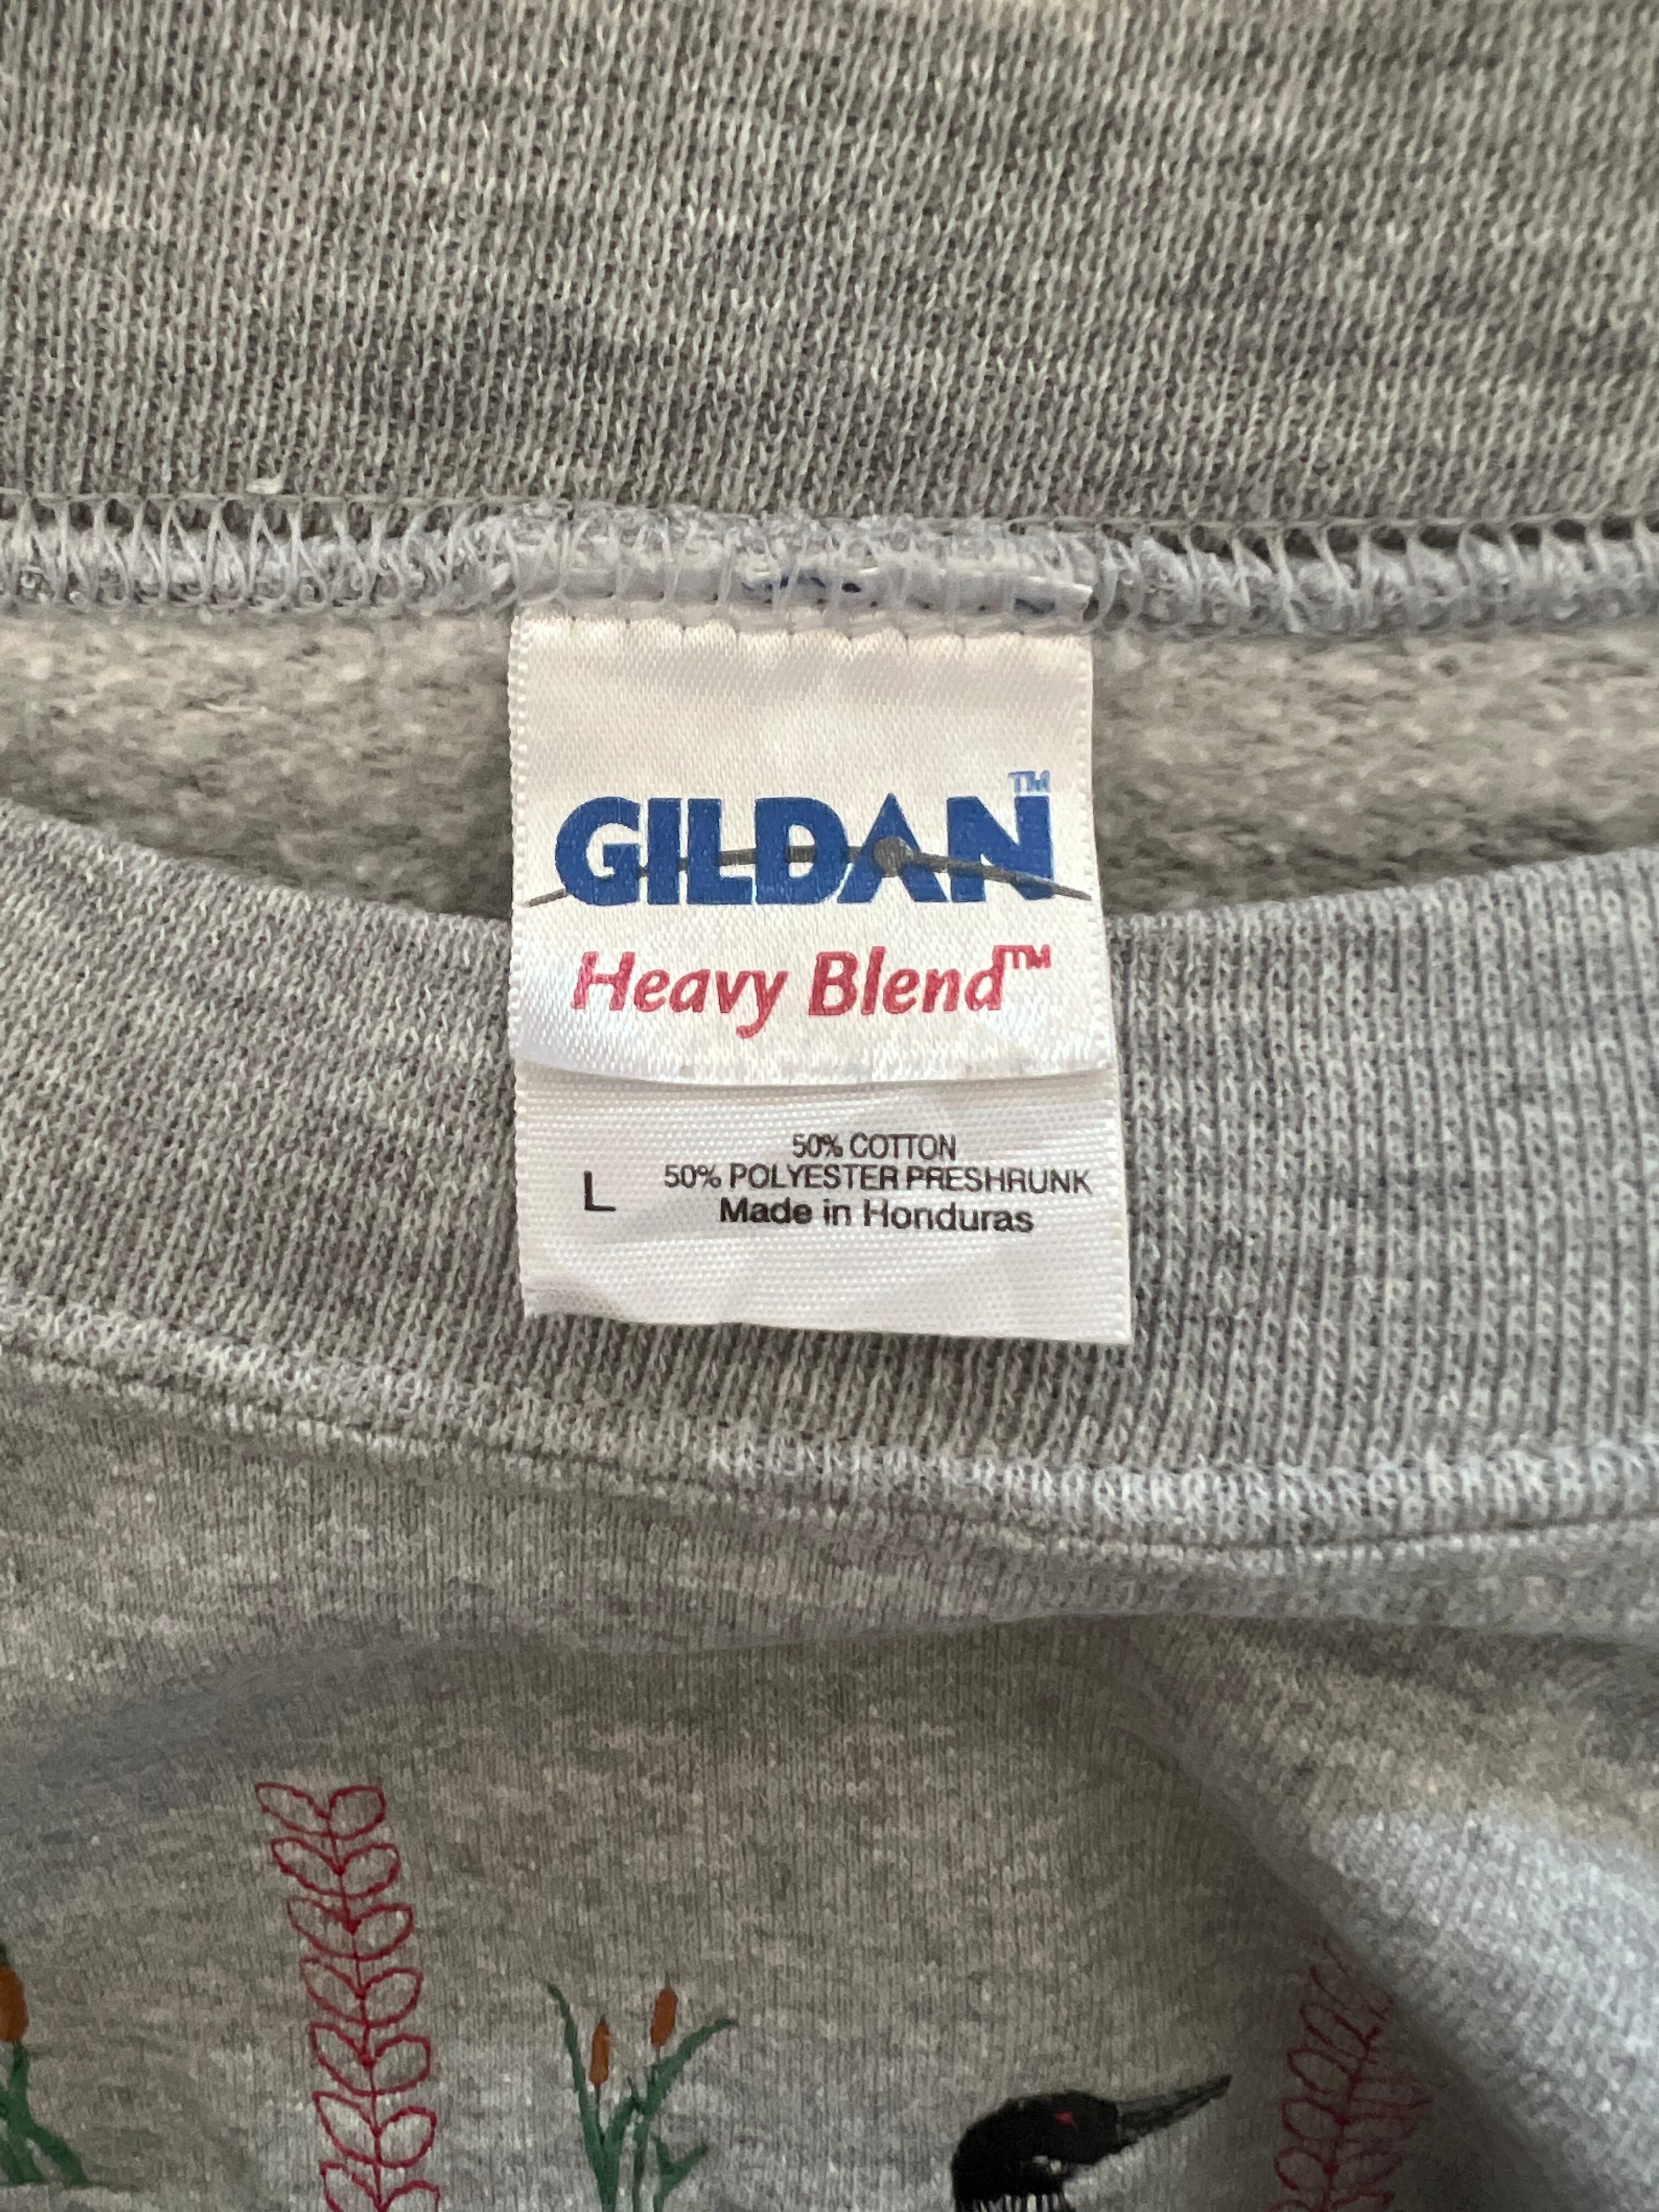 GILDAN™
Heavy Blend™
50% COTTON
L 50% POLYESTER PRESHRUNK
Made in Honduras